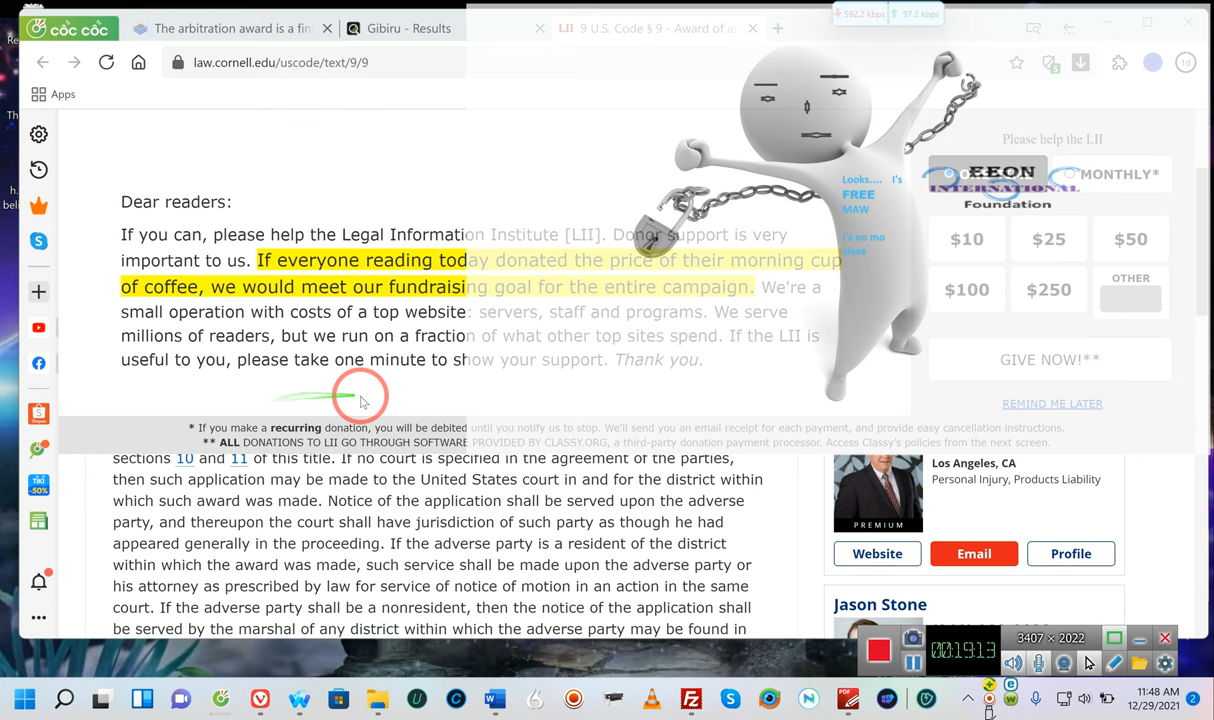 592.2 kbps 97.2 kbps
CỐC CỐC
The arbitration award is a fin
Gibiru - Results
LII 9 U.S. Code § 9 - Award of a
law.cornell.edu/uscode/text/9/9
1d
Apps
Dear readers:
If you can, please help the Legal Information Institute [LII]. Donor support is very
important to us. If everyone reading today donated the price of their morning cup
of coffee, we would meet our fundraising goal for the entire campaign. We're a
small operation with costs of a top website: servers, staff and programs. We serve
millions of readers, but we run on a fraction of what other top sites spend. If the LII is
useful to you, please take one minute to show your support. Thank you.
Looks.... I's
FREE
MAW
I's no mo
slave
Please help the LII
EEON
INTERNATIONAL
Foundation
MONTHLY*
$10
$25
$50
$100
$250
OTHER
GIVE NOW!**
REMIND ME LATER
* If you make a recurring donation, you will be debited until you notify us to stop. We'll send you an email receipt for each payment, and provide easy cancellation instructions.
** ALL DONATIONS TO LII GO THROUGH SOFTWARE PROVIDED BY CLASSY.ORG, a third-party donation payment processor. Access Classy's policies from the next screen.
sections 10 and 11 of this title. If no court is specified in the agreement of the parties,
then such application may be made to the United States court in and for the district within
which such award was made. Notice of the application shall be served upon the adverse
party, and thereupon the court shall have jurisdiction of such party as though he had
appeared generally in the proceeding. If the adverse party is a resident of the district
within which the award was made, such service shall be made upon the adverse party or
his attorney as prescribed by law for service of notice of motion in an action in the same
court. If the adverse party shall be a nonresident, then the notice of the application shall
be served by the marshal of any district within which the adverse party may be found in
Los Angeles, CA
Personal Injury, Products Liability
PREMIUM
Website
Email
Profile
Jason Stone
TIKI
-50%
00:19:13
3407 × 2022
PDF
11:48 AM
12/29/2021
2